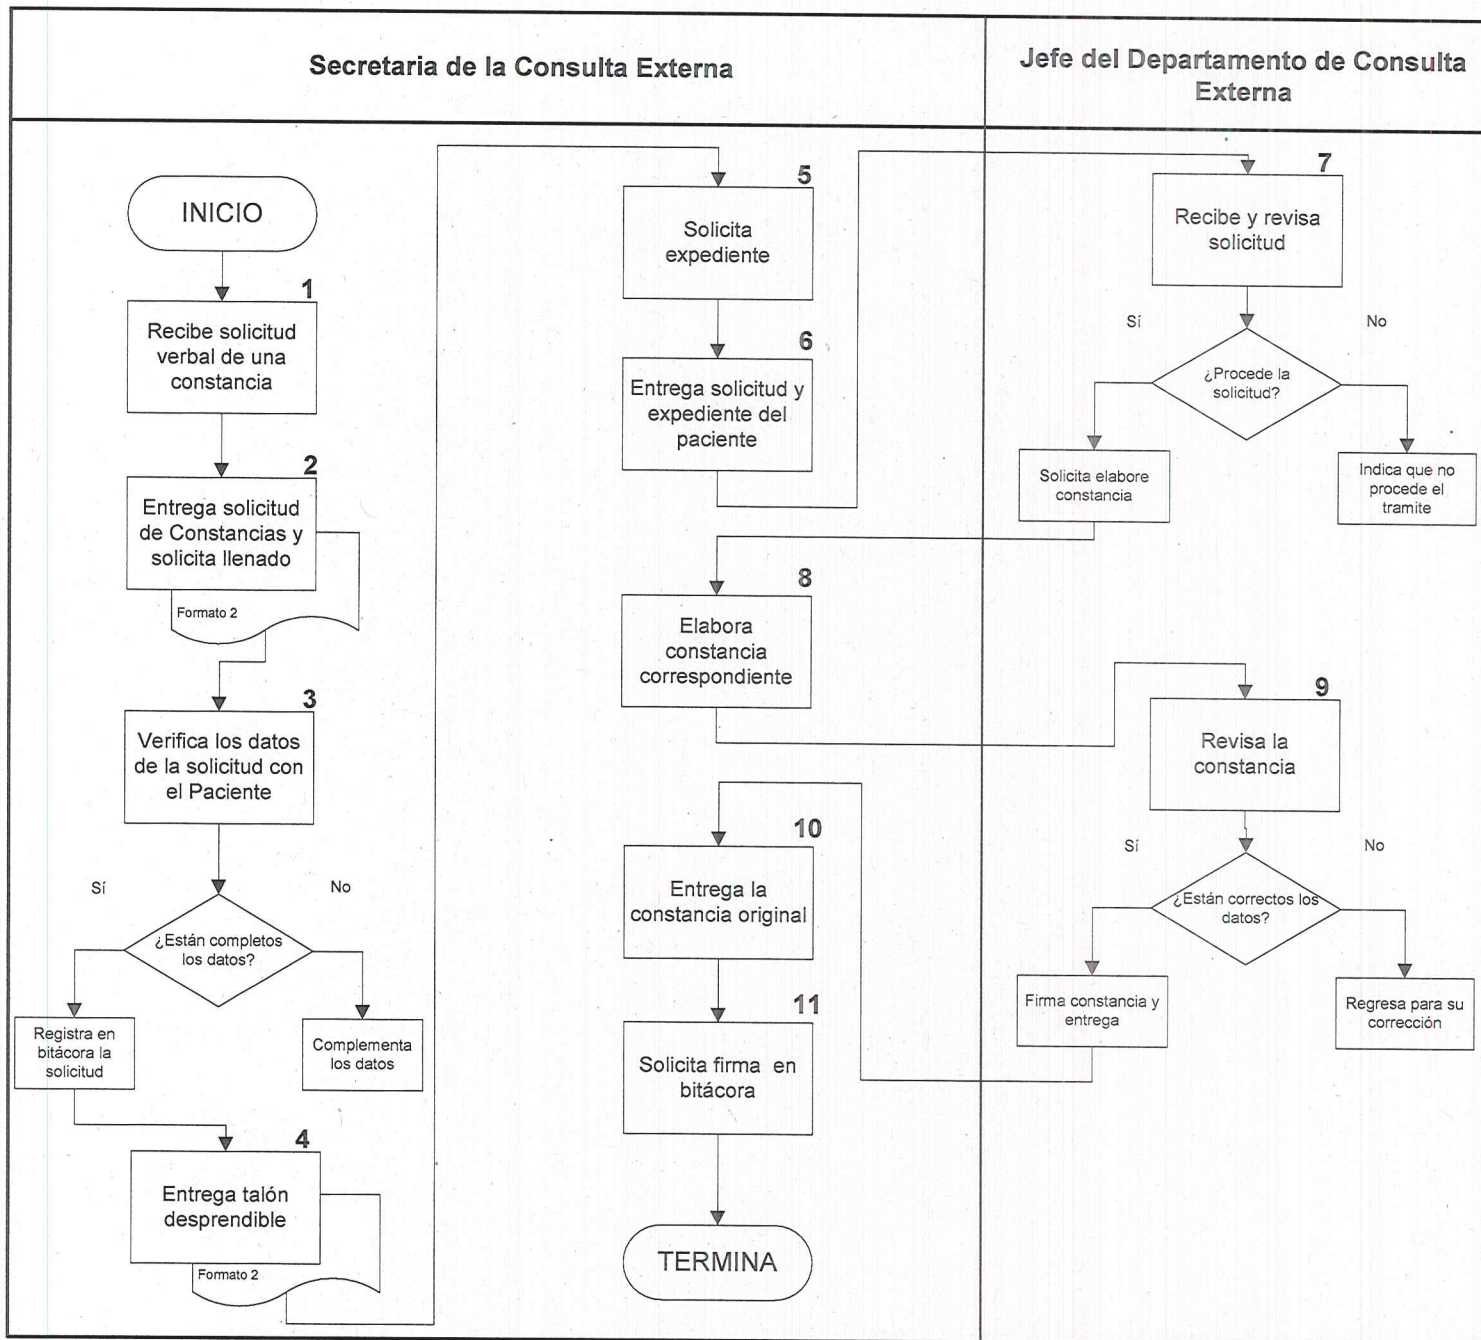 Secretaria de la Consulta Externa
Jefe del Departamento de Consulta
Externa
INICIO
1
Recibe solicitud
verbal de una
constancia
2
Entrega solicitud
de Constancias y
solicita llenado
Formato 2
3
Verifica los datos
de la solicitud con
el Paciente
Sí
No
¿Están completos
los datos?
Registra en
bitácora la
solicitud
Complementa
los datos
4
Entrega talón
desprendible
Formato 2
5
Solicita
expediente
6
Entrega solicitud y
expediente del
paciente
7
Recibe y revisa
solicitud
Sí
No
¿Procede la
solicitud?
Solicita elabore
constancia
Indica que no
procede el
tramite
8
Elabora
constancia
correspondiente
9
Revisa la
constancia
Sí
No
¿Están correctos los
datos?
Firma constancia y
entrega
Regresa para su
corrección
10
Entrega la
constancia original
11
Solicita firma en
bitácora
TERMINA